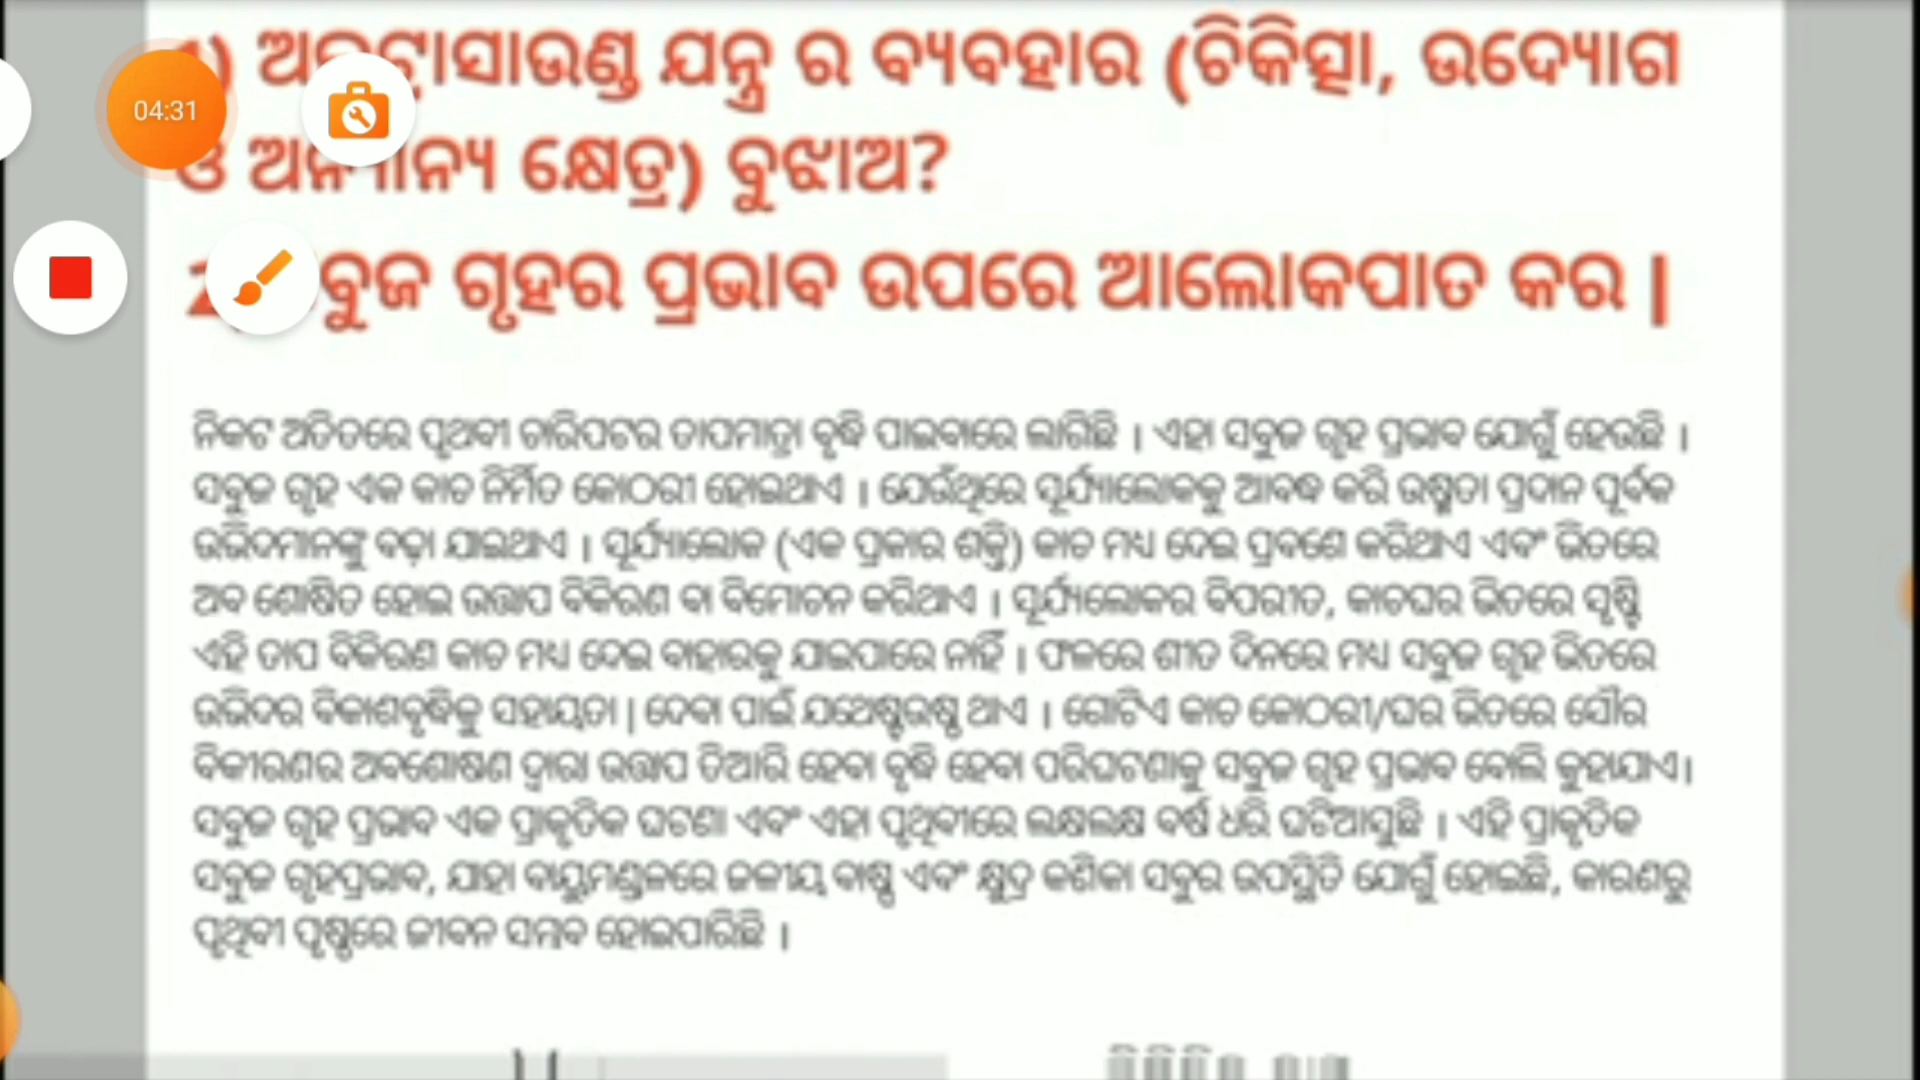 1) ଅଲଟ୍ରାସାଉଣ୍ଡ ଯନ୍ତ୍ର ର ବ୍ୟବହାର (ଚିକିତ୍ସା, ଉଦ୍ୟୋଗ
ଓ ଅନ୍ୟାନ୍ୟ କ୍ଷେତ୍ର) ବୁଝାଅ?
2) ସବୁଜ ଗୃହର ପ୍ରଭାବ ଉପରେ ଆଲୋକପାତ କର |
04:31
ନିକଟ ଅତିତରେ ପୃଥିବୀ ଚାରିପଟର ତାପମାତ୍ରା ବୃଦ୍ଧି ପାଇବାରେ ଲାଗିଛି । ଏହା ସବୁଜ ଗୃହ ପ୍ରଭାବ ଯୋଗୁଁ ହେଉଛି ।
ସବୁଜ ଗୃହ ଏକ କାଚ ନିର୍ମିତ କୋଠରୀ ହୋଇଥାଏ । ଯେଉଁଥିରେ ସୂର୍ଯ୍ୟାଲୋକକୁ ଆବଦ୍ଧ କରି ଉଷ୍ମତା ପ୍ରଦାନ ପୂର୍ବକ
ଉଦ୍ଭିଦମାନଙ୍କୁ ବଢ଼ା ଯାଇଥାଏ । ସୂର୍ଯ୍ୟାଲୋକ (ଏକ ପ୍ରକାର ଶକ୍ତି) କାଚ ମଧ୍ୟ ଦେଇ ପ୍ରବଶେ କରିଥାଏ ଏବଂ ଭିତରେ
ଅବ ଶୋଷିତ ହୋଇ ଉତ୍ତାପ ବିକିରଣ ବା ବିମୋଚନ କରିଥାଏ । ସୂର୍ଯ୍ୟଲୋକର ବିପରୀତ, କାଚଘର ଭିତରେ ସୃଷ୍ଟି
ଏହି ତାପ ବିକିରଣ କାଚ ମଧ୍ୟ ଦେଇ ବାହାରକୁ ଯାଇପାରେ ନାହିଁ । ଫଳରେ ଶୀତ ଦିନରେ ମଧ୍ୟ ସବୁଜ ଗୃହ ଭିତରେ
ଉଦ୍ଭିଦର ବିକାଶବୃଦ୍ଧିକୁ ସହାୟତା | ଦେବା ପାଇଁ ଯଥେଷ୍ଟଉଷ୍ମ ଥାଏ । ଗୋଟିଏ କାଚ କୋଠରୀ/ଘର ଭିତରେ ସୌର
ବିକୀରଣର ଅବଶୋଷଣ ଦ୍ୱାରା ଉତ୍ତାପ ତିଆରି ହେବା ବୃଦ୍ଧି ହେବା ପରିଘଟଣାକୁ ସବୁଜ ଗୃହ ପ୍ରଭାବ ବୋଲି କୁହାଯାଏ।
ସବୁଜ ଗୃହ ପ୍ରଭାବ ଏକ ପ୍ରାକୃତିକ ଘଟଣା ଏବଂ ଏହା ପୃଥିବୀରେ ଲକ୍ଷଲକ୍ଷ ବର୍ଷ ଧରି ଘଟିଆସୁଛି । ଏହି ପ୍ରାକୃତିକ
ସବୁଜ ଗୃହପ୍ରଭାବ, ଯାହା ବାୟୁମଣ୍ଡଳରେ ଜଳୀୟ ବାଷ୍ପ ଏବଂ କ୍ଷୁଦ୍ର କଣିକା ସବୁର ଉପସ୍ଥିତି ଯୋଗୁଁ ହୋଇଛି, କାରଣରୁ
ପୃଥିବୀ ପୃଷ୍ଠରେ ଜୀବନ ସମ୍ଭବ ହୋଇପାରିଛି ।